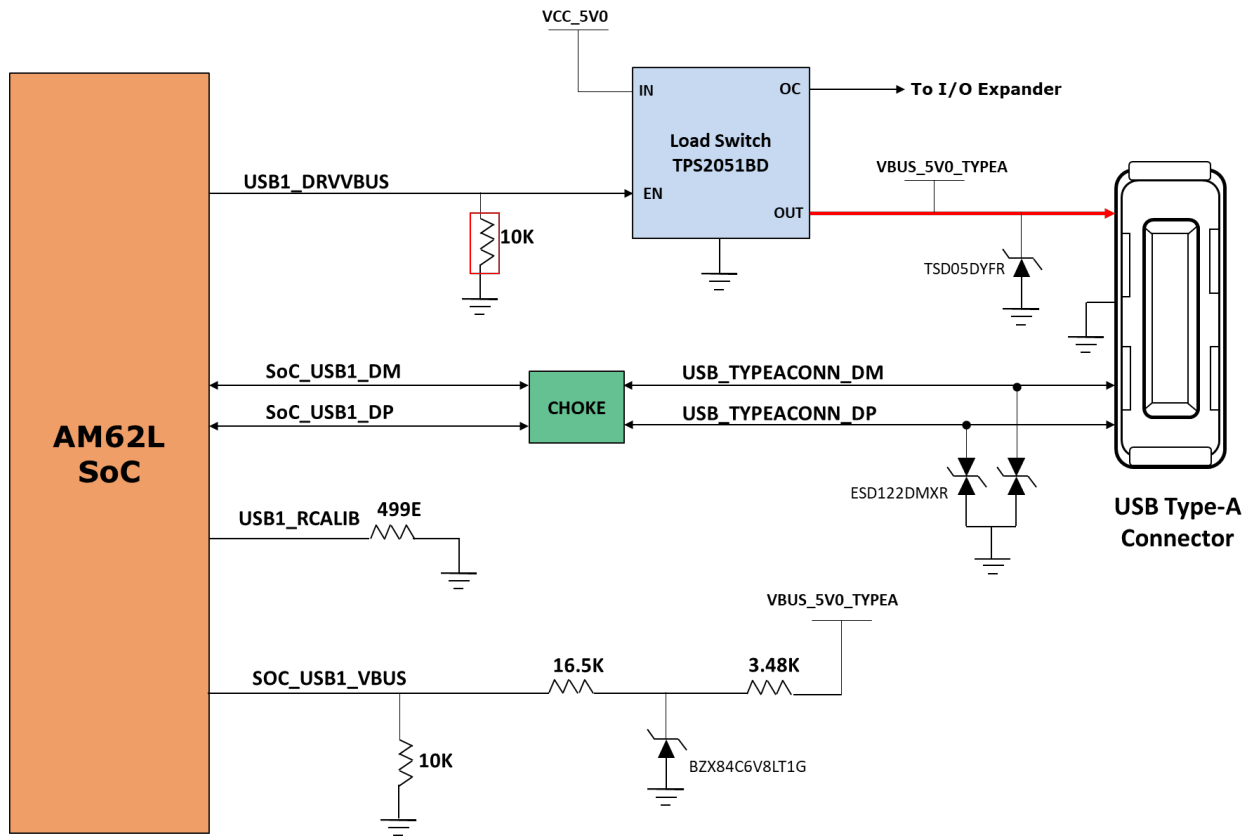 VCC_5V0
IN
OC
To I/O Expander
Load Switch
TPS2051BD
VBUS_5V0_TYPEA
USB1_DRVVBUS
EN
OUT
10K
TSD05DYFR
SoC_USB1_DM
USB_TYPEACONN_DM
CHOKE
SoC_USB1_DP
USB_TYPEACONN_DP
AM62L
SoC
ESD122DMXR
USB Type-A
Connector
499E
USB1_RCALIB
VBUS_5V0_TYPEA
16.5K
3.48K
SOC_USB1_VBUS
10K
BZX84C6V8LT1G